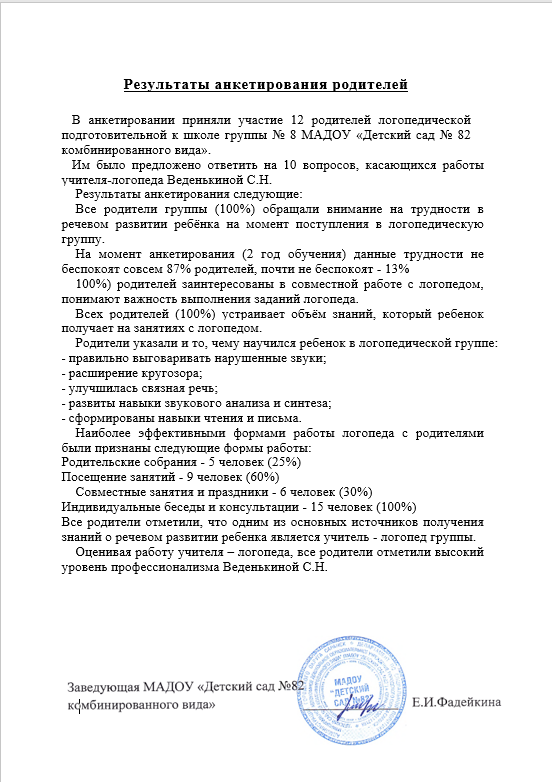 Результаты анкетирования родителей
В анкетировании приняли участие 12 родителей логопедической
подготовительной к школе группы № 8 МАДОУ «Детский сад № 82
комбинированного вида».
Им было предложено ответить на 10 вопросов, касающихся работы
учителя-логопеда Веденькиной С.Н.
Результаты анкетирования следующие:
Все родители группы (100%) обращали внимание на трудности в
речевом развитии ребёнка на момент поступления в логопедическую
группу.
На момент анкетирования (2 год обучения) данные трудности не
беспокоят совсем 87% родителей, почти не беспокоят - 13%
100%) родителей заинтересованы в совместной работе с логопедом,
понимают важность выполнения заданий логопеда.
Всех родителей (100%) устраивает объём знаний, который ребенок
получает на занятиях с логопедом.
Родители указали и то, чему научился ребенок в логопедической группе:
- правильно выговаривать нарушенные звуки;
- расширение кругозора;
- улучшилась связная речь;
- развиты навыки звукового анализа и синтеза;
- сформированы навыки чтения и письма.
Наиболее эффективными формами работы логопеда с родителями
были признаны следующие формы работы:
Родительские собрания - 5 человек (25%)
Посещение занятий - 9 человек (60%)
Совместные занятия и праздники - 6 человек (30%)
Индивидуальные беседы и консультации - 15 человек (100%)
Все родители отметили, что одним из основных источников получения
знаний о речевом развитии ребенка является учитель - логопед группы.
Оценивая работу учителя – логопеда, все родители отметили высокий
уровень профессионализма Веденькиной С.Н.
Заведующая МАДОУ «Детский сад №82
комбинированного вида»
Е.И.Фадейкина
МАДОУ
"ДЕТСКИЙ
САД №82"